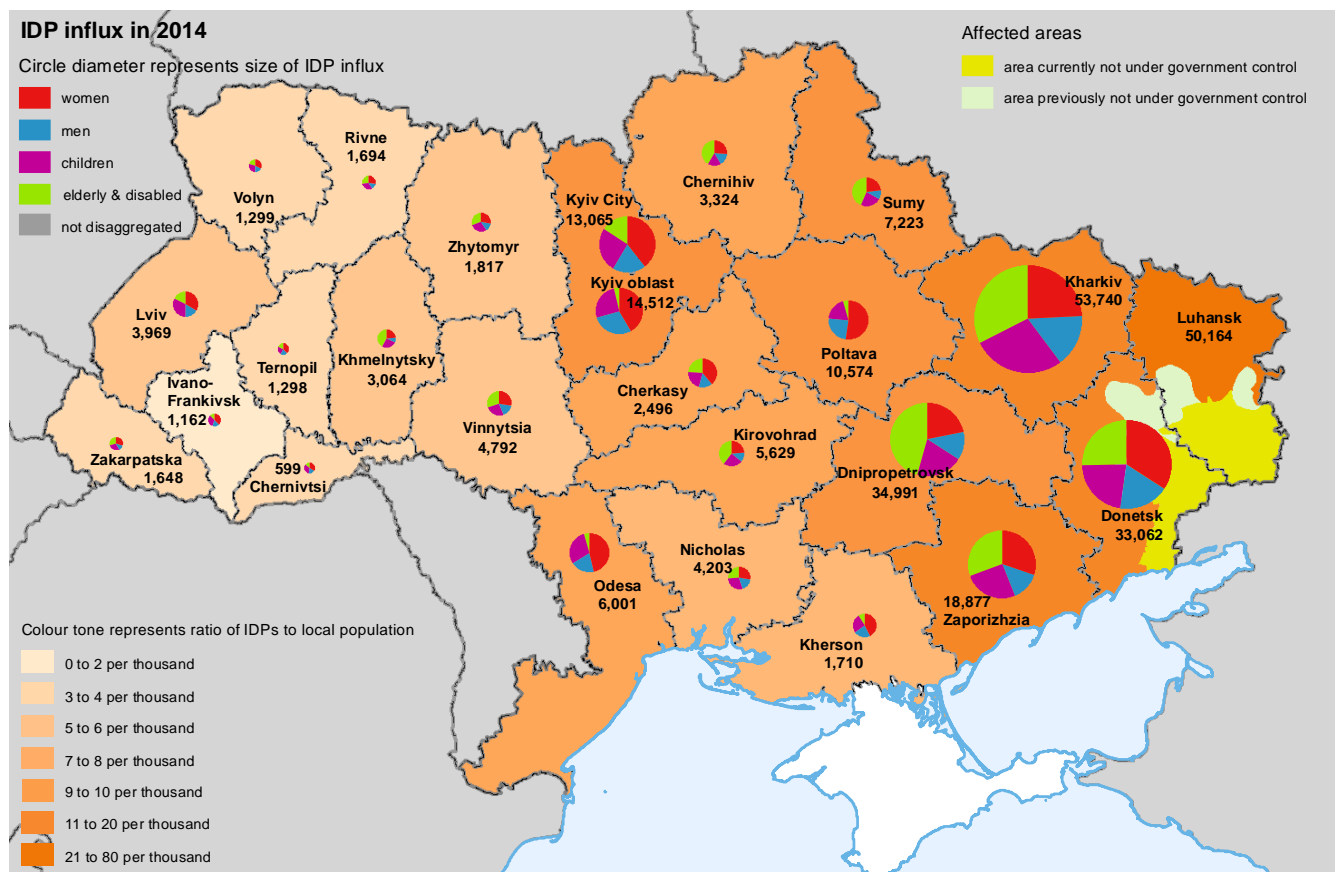 IDP influx in 2014
Circle diameter represents size of IDP influx
women
men
children
elderly & disabled
not disaggregated
Affected areas
area currently not under government control
area previously not under government control
Rivne
1,694
Volyn
1,299
Zhytomyr
1,817
Kyiv City
13,065
Kyiv oblast
14,512
Chernihiv
3,324
Sumy
7,223
Kharkiv
53,740
Luhansk
50,164
Lviv
3,969
Ternopil
1,298
Khmelnytsky
3,064
Ivano-
Frankivsk
1,162
Zakarpatska
1,648
599
Chernivtsi
Vinnytsia
4,792
Cherkasy
2,496
Poltava
10,574
Kirovohrad
5,629
Dnipropetrovsk
34,991
Donetsk
33,062
Odesa
6,001
Nicholas
4,203
Kherson
1,710
18,877
Zaporizhzia
Colour tone represents ratio of IDPs to local population
0 to 2 per thousand
3 to 4 per thousand
5 to 6 per thousand
7 to 8 per thousand
9 to 10 per thousand
11 to 20 per thousand
21 to 80 per thousand